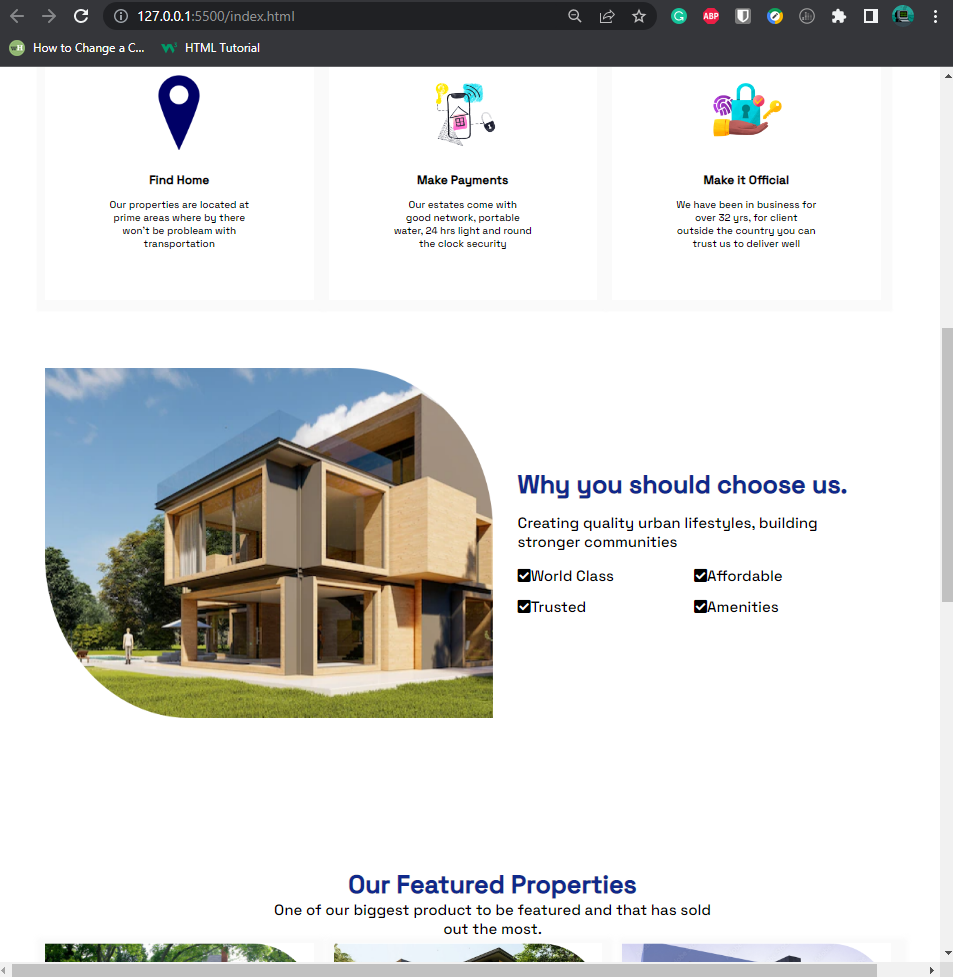 127.0.0.1:5500/index.html
ABP
How to Change a C...
HTML Tutorial
Find Home
Make Payments
Make it Official
Our properties are located at
prime areas where by there
won't be probleam with
transportation
Our estates come with
good network, portable
water, 24 hrs light and round
the clock security
We have been in business for
over 32 yrs, for client
outside the country you can
trust us to deliver well
Why you should choose us.
Creating quality urban lifestyles, building
stronger communities
World Class
Affordable
Trusted
Amenities
Our Featured Properties
One of our biggest product to be featured and that has sold
out the most.